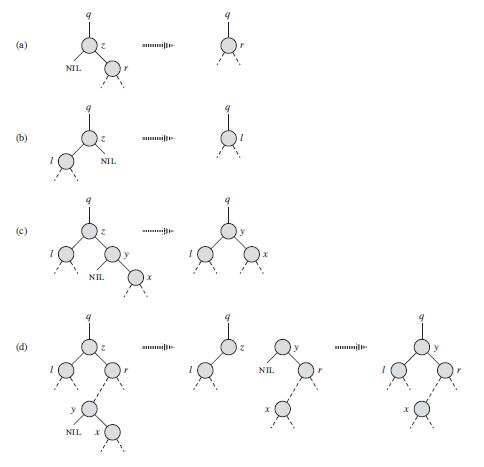 q q
(a) z r
NIL r
q q
(b) z l
l NIL
q q
(c) z y
l y l x
NIL x
q q q
(d) z z y y
l r l NIL r l r
y x x
NIL x